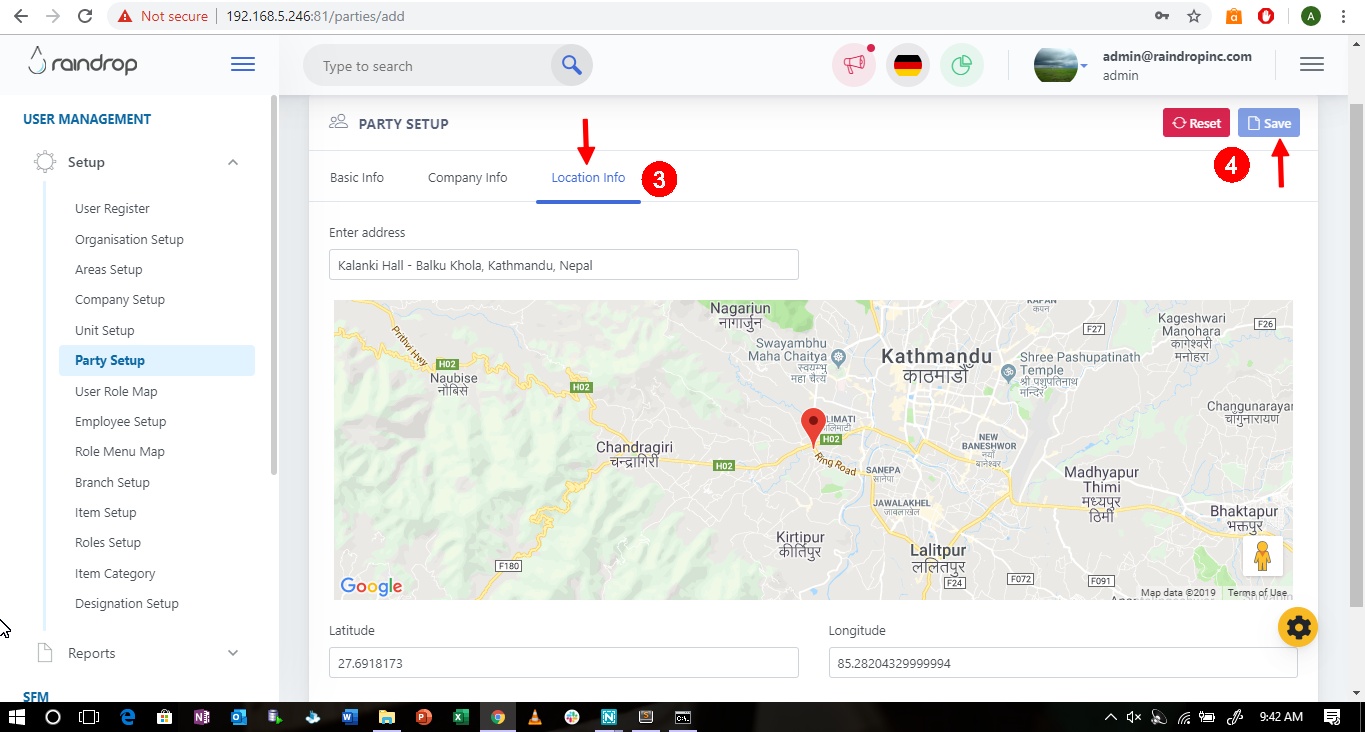 Not secure
192.168.5.246:81/parties/add
A
raindrop
Type to search
admin@raindropinc.com
admin
USER MANAGEMENT
Setup
User Register
Organisation Setup
Areas Setup
Company Setup
Unit Setup
Party Setup
User Role Map
Employee Setup
Role Menu Map
Branch Setup
Item Setup
Roles Setup
Item Category
Designation Setup
Reports
SFM
PARTY SETUP
Reset
Save
4
Basic Info
Company Info
Location Info
3
Enter address
Kalanki Hall - Balku Khola, Kathmandu, Nepal
Nagarjun
नागार्जुन
KAPAN
कपन
F27
Kageshwari
Manohara
कागेश्वरी
मनोहरा
F26
Prithvi Hwy
H02
Naubise
नौबिसे
H02
Swayambhu
Maha Chaitya
स्वयम्भु
महा चैत्य
Kathmandu
काठमाडौँ
Shree Pashupatinath
Temple
श्री पशुपतिनाथ
मन्दिर
Changunarayan
चाँगुनारायण
H02
Chandragiri
चन्द्रागिरी
H02
Ring Road
SANEPA
सानेपा
NEW
BANESHWOR
नयाँ
बानेश्वर
JAWALAKHEL
जावलाखेल
Madhyapur
Thimi
मध्यपुर
ठिमी
Bhaktapur
भक्तपुर
Kirtipur
कीर्तिपुर
Lalitpur
ललितपुर
F180
F24
F072
F091
Google
Map data ©2019
Terms of Use
Latitude
27.6918173
Longitude
85.28204329999994
9:42 AM